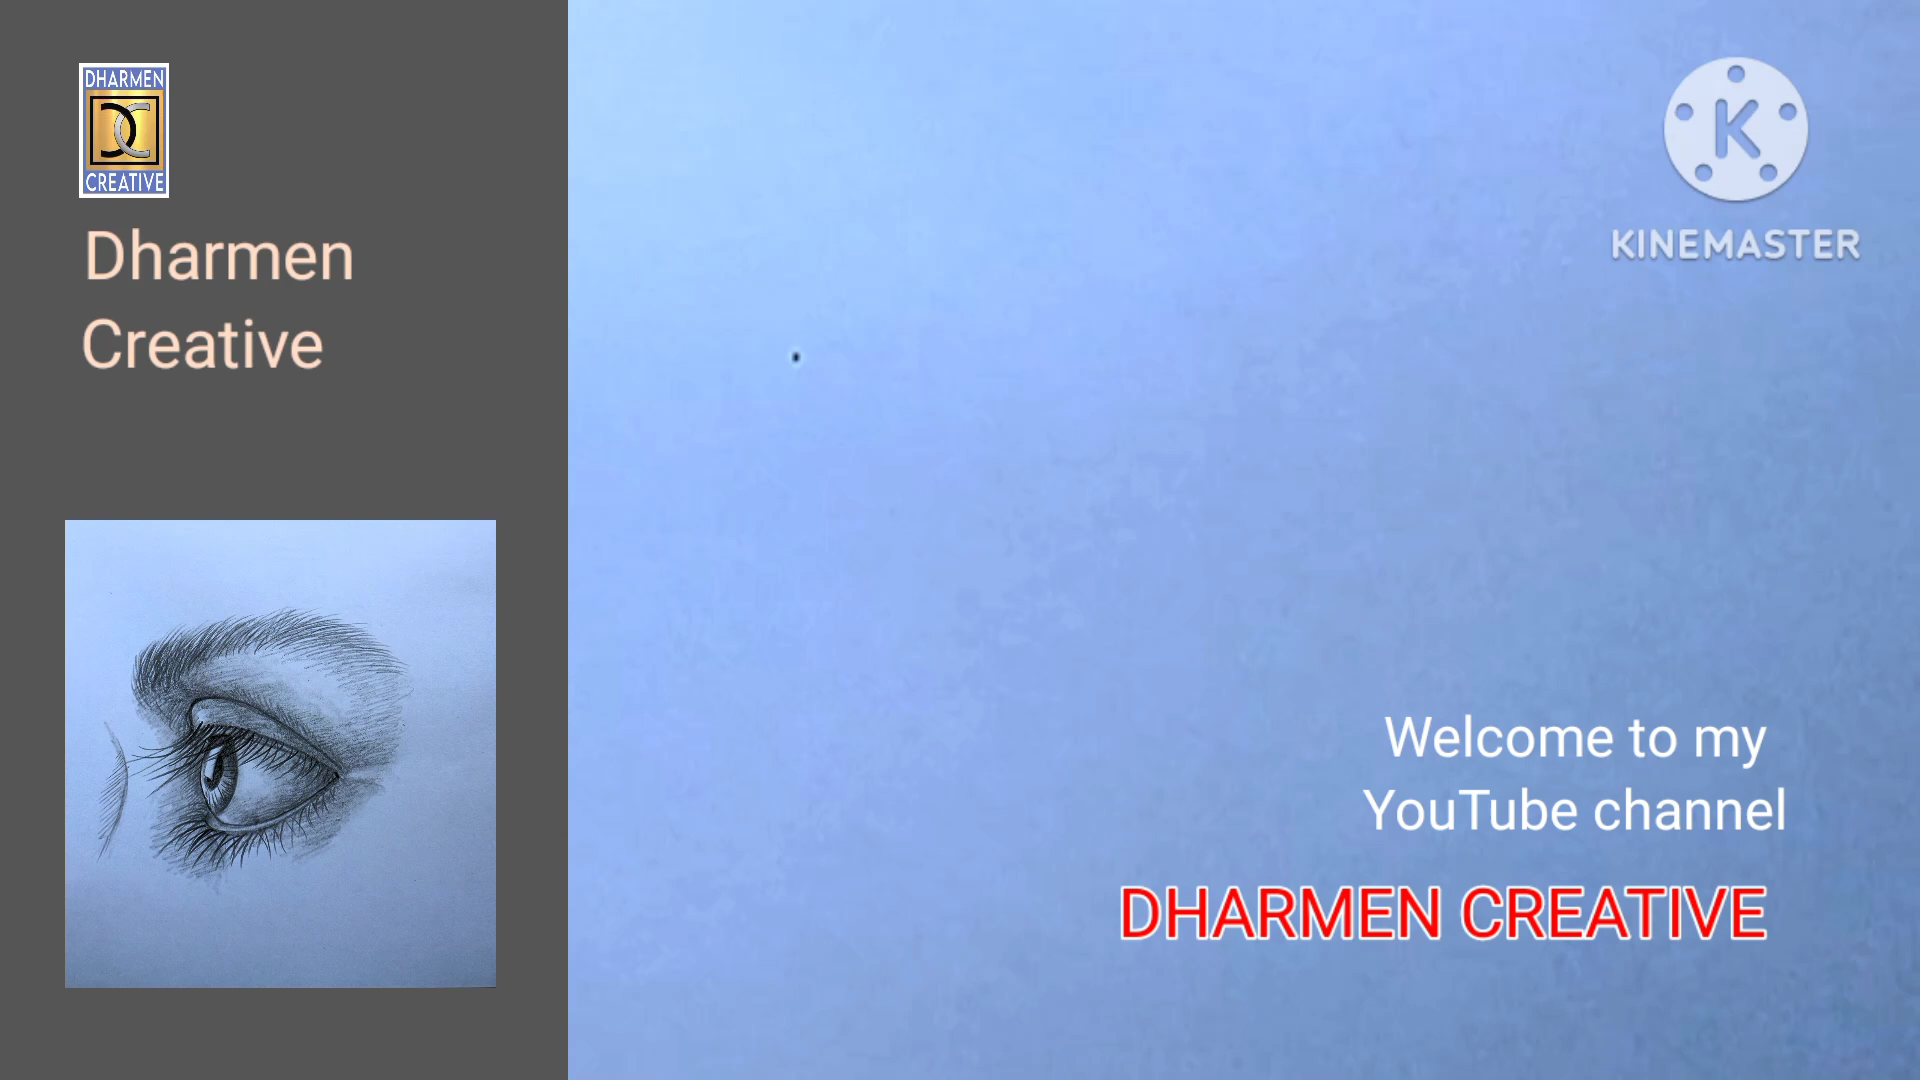 DHARMEN
CREATIVE
Dharmen
Creative
K
KINEMASTER
Welcome to my
YouTube channel
DHARMEN CREATIVE